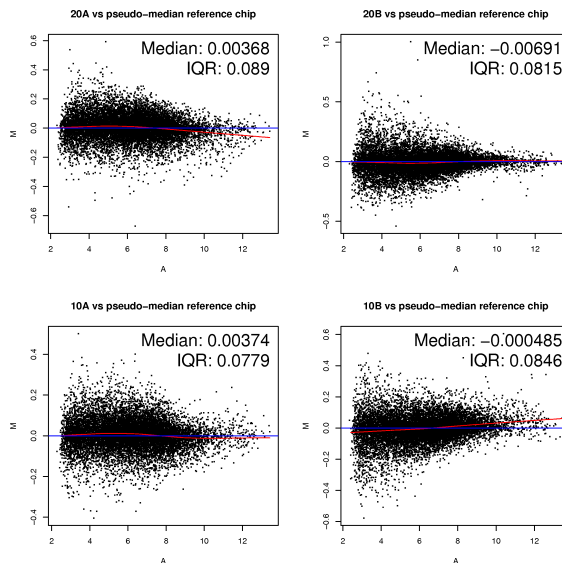 20A vs pseudo−median reference chip
Median: 0.00368
IQR: 0.089
M
0.6
0.4
0.2
0.0
−0.2
−0.4
−0.6
2 4 6 8 10 12
A
20B vs pseudo−median reference chip
Median: −0.00691
IQR: 0.0815
M
1.0
0.5
0.0
−0.5
2 4 6 8 10 12
A
10A vs pseudo−median reference chip
Median: 0.00374
IQR: 0.0779
M
0.4
0.2
0.0
−0.2
−0.4
2 4 6 8 10 12
A
10B vs pseudo−median reference chip
Median: −0.000485
IQR: 0.0846
M
0.6
0.4
0.2
0.0
−0.2
−0.4
−0.6
2 4 6 8 10 12
A